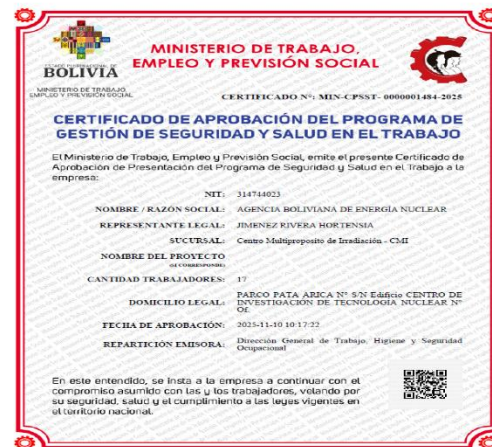 MINISTERIO DE TRABAJO,
EMPLEO Y PREVISIÓN SOCIAL
ESTADO PLURINACIONAL DE
BOLIVIA
MINISTERIO DE TRABAJO,
EMPLEO Y PREVISIÓN SOCIAL
CERTIFICADO N°: MIN-CPSST- 0000001484-2025
CERTIFICADO DE APROBACIÓN DEL PROGRAMA DE
GESTIÓN DE SEGURIDAD Y SALUD EN EL TRABAJO
El Ministerio de Trabajo, Empleo y Previsión Social, emite el presente Certificado de
Aprobación de Presentación del Programa de Seguridad y Salud en el Trabajo a la
empresa:
NIT: 314744023
NOMBRE / RAZÓN SOCIAL: AGENCIA BOLIVIANA DE ENERGÍA NUCLEAR
REPRESENTANTE LEGAL: JIMENEZ RIVERA HORTENSIA
SUCURSAL: Centro Multiproposito de Irradiación - CMI
NOMBRE DEL PROYECTO
(SI CORRESPONDE)
CANTIDAD TRABAJADORES: 17
DOMICILIO LEGAL: PARCO PATA ARICA N° S/N Edificio CENTRO DE
INVESTIGACIÓN DE TECNOLOGÍA NUCLEAR N°
Of.
FECHA DE APROBACIÓN: 2025-11-10 10:17:22
REPARTICIÓN EMISORA: Dirección General de Trabajo, Higiene y Seguridad
Ocupacional
En este entendido, se insta a la empresa a continuar con el
compromiso asumido con las y los trabajadores, velando por
su seguridad, salud y el cumplimiento a las leyes vigentes en
el territorio nacional.